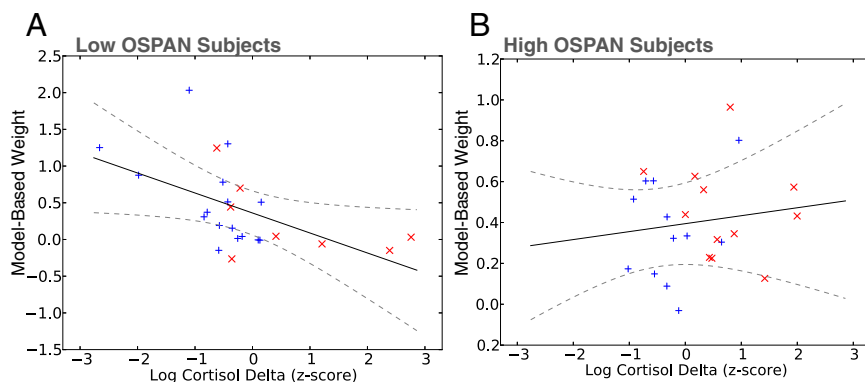 A
Low OSPAN Subjects
2.5
2.0
1.5
1.0
0.5
0.0
−0.5
−1.0
−1.5
Model-Based Weight
−3 −2 −1 0 1 2 3
Log Cortisol Delta (z-score)
B
High OSPAN Subjects
1.2
1.0
0.8
0.6
0.4
0.2
0.0
0.2
Model-Based Weight
−3 −2 −1 0 1 2 3
Log Cortisol Delta (z-score)